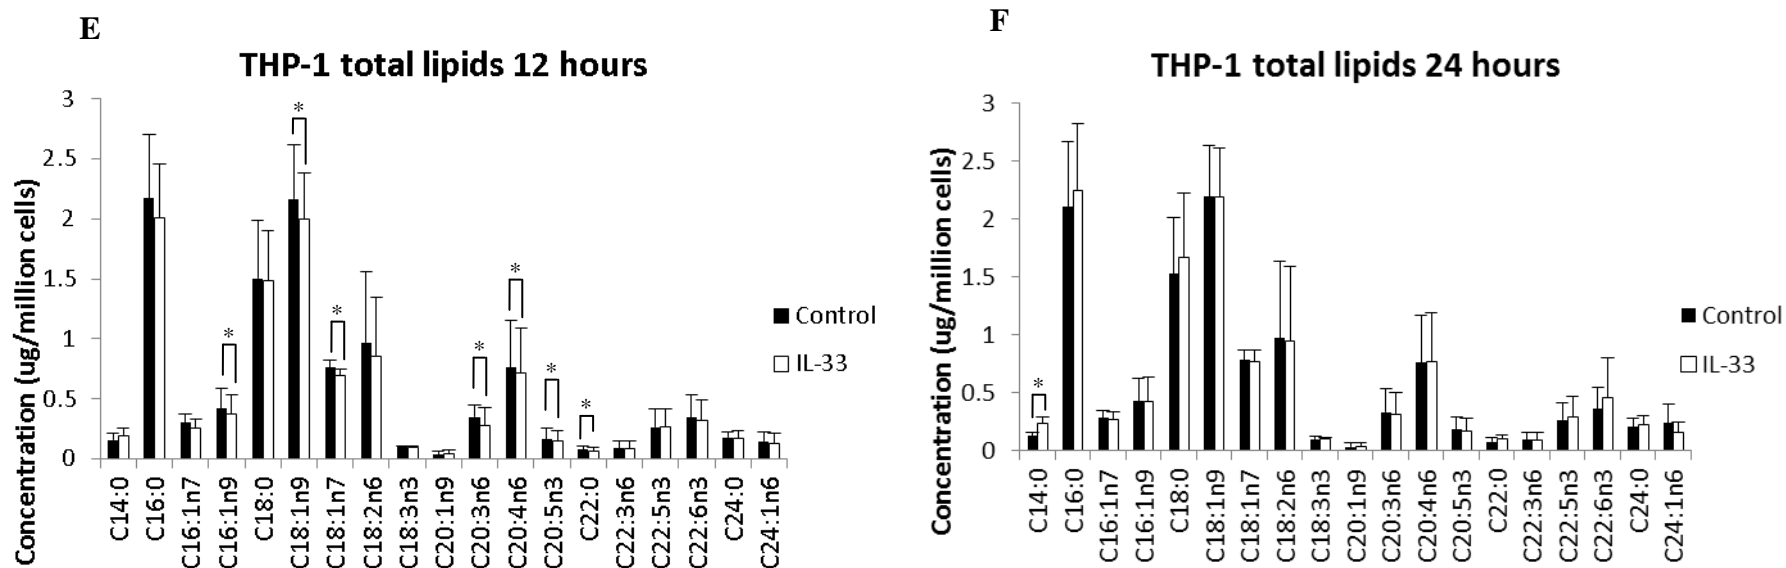 E
THP-1 total lipids 12 hours
Concentration (ug/million cells)
3
2.5
2
1.5
1
0.5
0
*
*
*
*
*
*
*
C14:0
C16:0
C16:1n7
C16:1n9
C18:0
C18:1n9
C18:1n7
C18:2n6
C18:3n3
C20:1n9
C20:3n6
C20:4n6
C20:5n3
C22:0
C22:3n6
C22:5n3
C22:6n3
C24:0
C24:1n6
Control
IL-33
F
THP-1 total lipids 24 hours
Concentration (ug/million cells)
3
2.5
2
1.5
1
0.5
0
*
C14:0
C16:0
C16:1n7
C16:1n9
C18:0
C18:1n9
C18:1n7
C18:2n6
C18:3n3
C20:1n9
C20:3n6
C20:4n6
C20:5n3
C22:0
C22:3n6
C22:5n3
C22:6n3
C24:0
C24:1n6
Control
IL-33